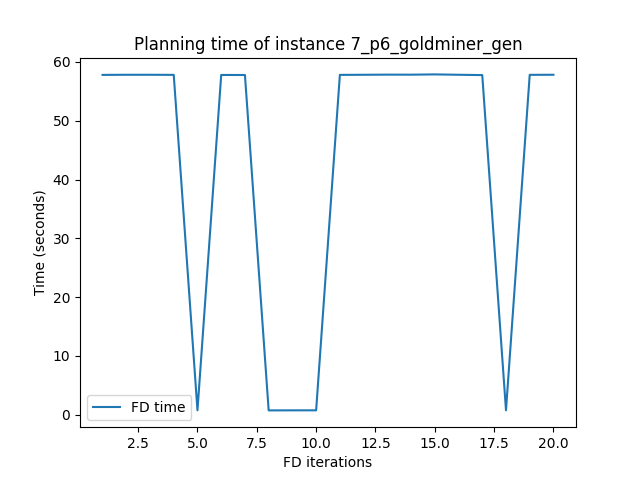 Planning time of instance 7_p6_goldminer_gen
60
50
40
30
20
10
0
Time (seconds)
FD time
2.5 5.0 7.5 10.0 12.5 15.0 17.5 20.0
FD iterations